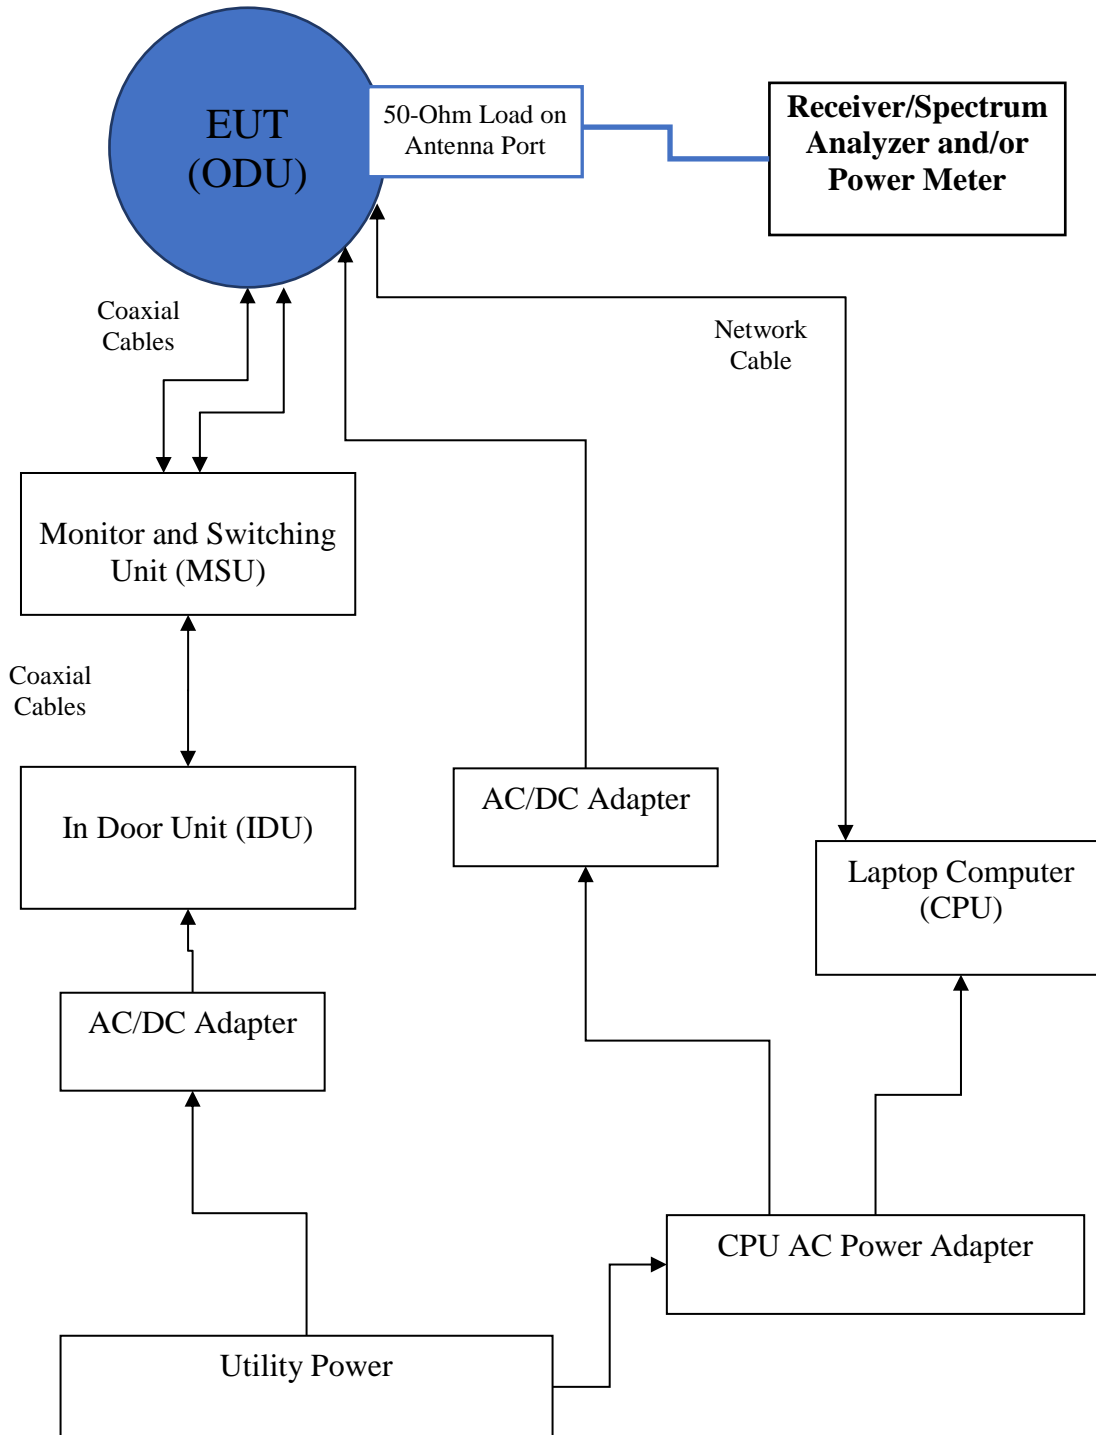 EUT
(ODU)
50-Ohm Load on
Antenna Port
Receiver/Spectrum
Analyzer and/or
Power Meter
Coaxial
Cables
Network
Cable
Monitor and Switching
Unit (MSU)
Coaxial
Cables
In Door Unit (IDU)
AC/DC Adapter
Laptop Computer
(CPU)
AC/DC Adapter
CPU AC Power Adapter
Utility Power